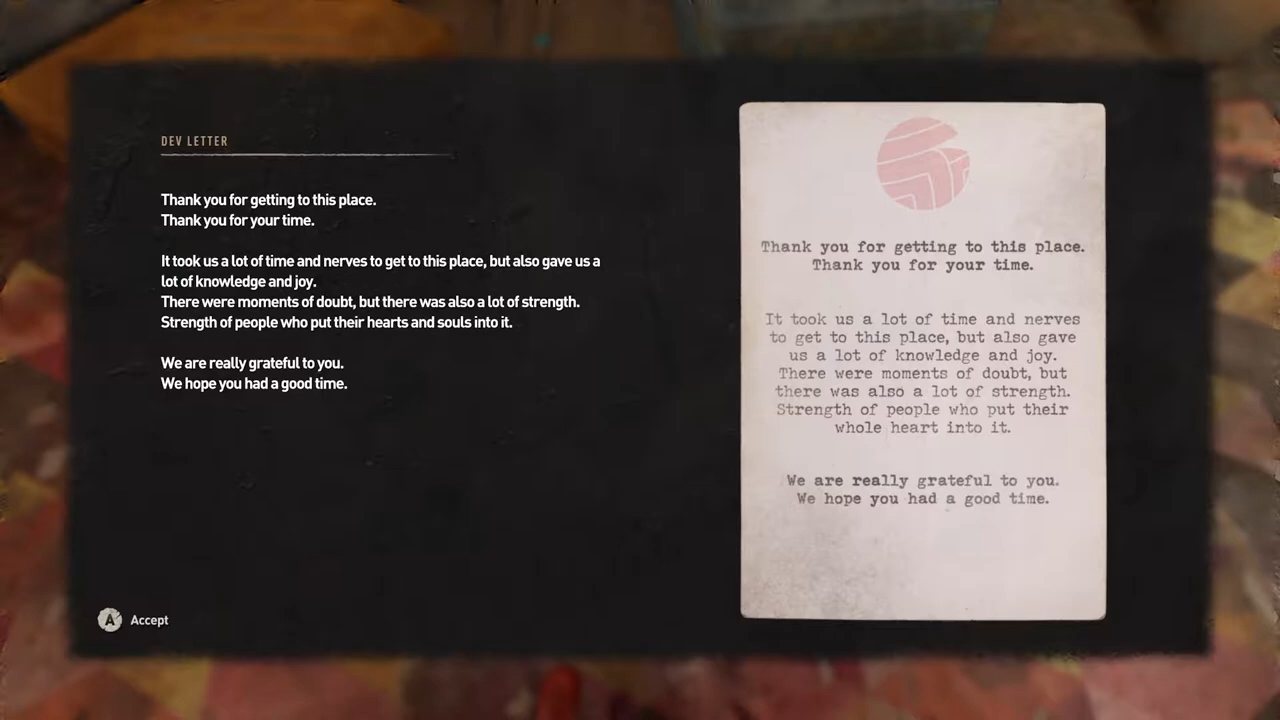 DEV LETTER
Thank you for getting to this place.
Thank you for your time.
It took us a lot of time and nerves to get to this place, but also gave us a
lot of knowledge and joy.
There were moments of doubt, but there was also a lot of strength.
Strength of people who put their hearts and souls into it.
We are really grateful to you.
We hope you had a good time.
A Accept
Thank you for getting to this place.
Thank you for your time.
It took us a lot of time and nerves
to get to this place, but also gave
us a lot of knowledge and joy.
There were moments of doubt, but
there was also a lot of strength.
Strength of people who put their
whole heart into it.
We are really grateful to you.
We hope you had a good time.